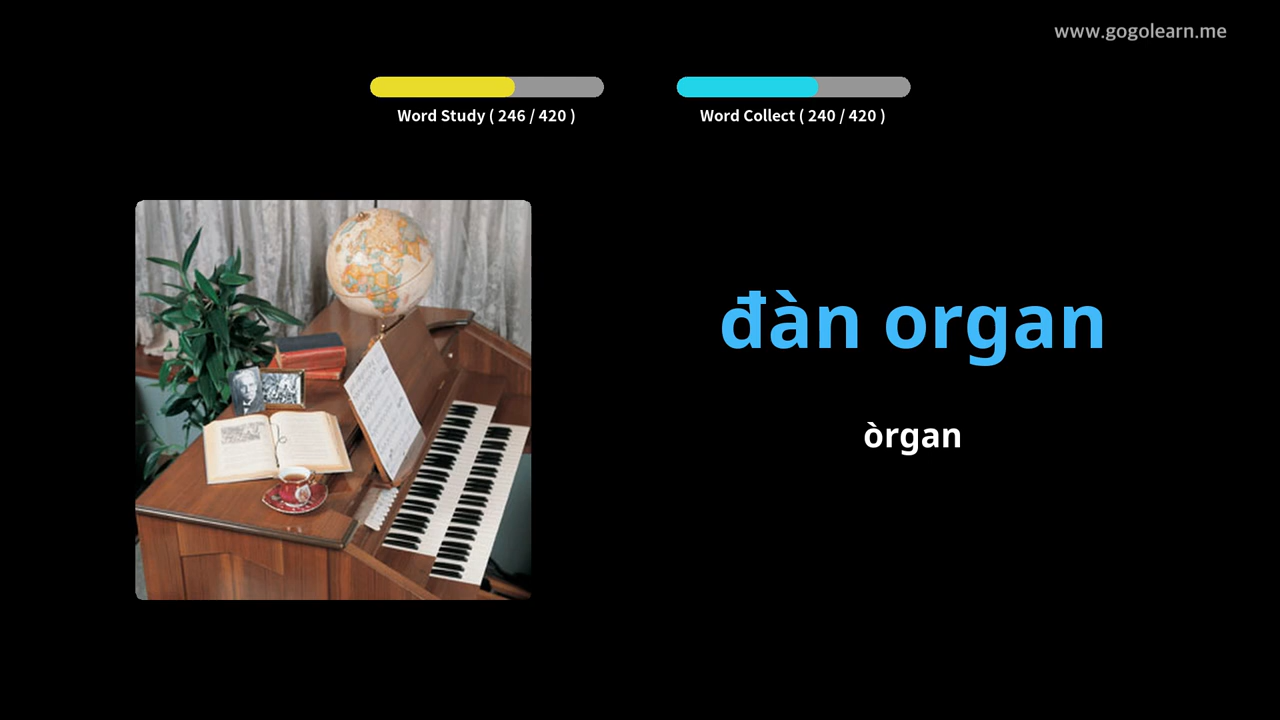 www.gogolearn.me
Word Study ( 246 / 420 )
Word Collect ( 240 / 420 )
đàn organ
òrgan